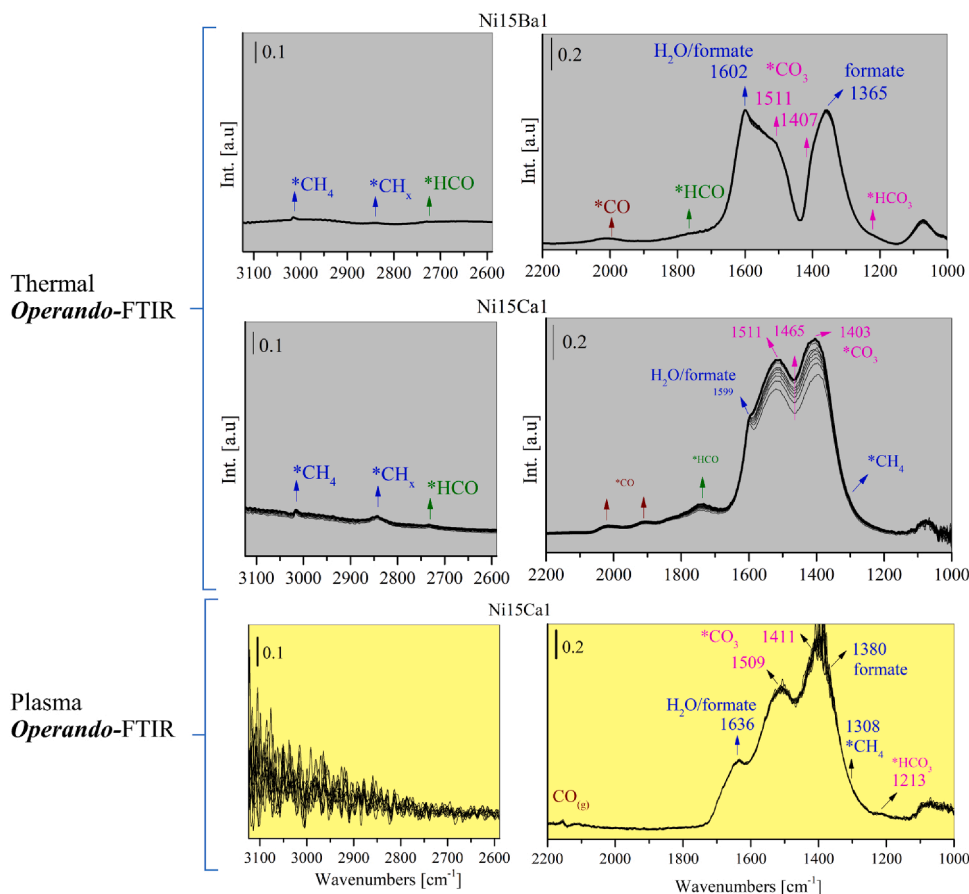 Thermal
Operando-FTIR
Ni15Ba1
0.1
Int. [a.u]
*CH4
*CHx
*HCO
3100 3000 2900 2800 2700 2600
0.2
Int. [a.u]
H2O/formate
1602
*CO3
1511
1407
formate
1365
*CO
*HCO
*HCO3
2200 2000 1800 1600 1400 1200 1000
Ni15Ca1
0.1
Int. [a.u]
*CH4
*CHx
*HCO
3100 3000 2900 2800 2700 2600
0.2
Int. [a.u]
1511 1465 1403
*CO3
H2O/formate
1599
*CO
*HCO
*CH4
2200 2000 1800 1600 1400 1200 1000
Plasma
Operando-FTIR
Ni15Ca1
0.1
3100 3000 2900 2800 2700 2600
Wavenumbers [cm-1]
0.2
*CO3 1411
1509
1380
formate
H2O/formate
1636
1308
*CH4
*HCO3
1213
CO(g)
2200 2000 1800 1600 1400 1200 1000
Wavenumbers [cm-1]